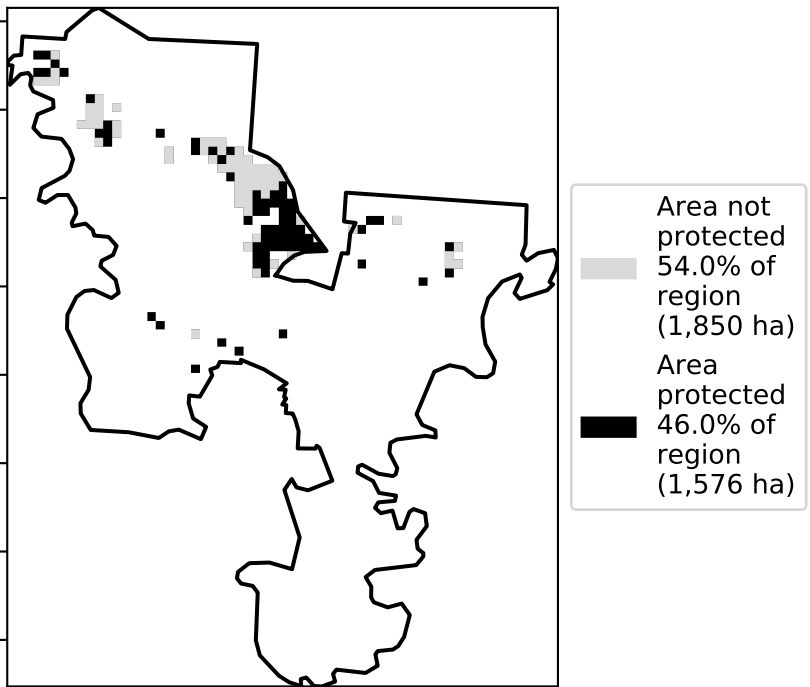 Area not
protected
54.0% of
region
(1,850 ha)
Area
protected
46.0% of
region
(1,576 ha)